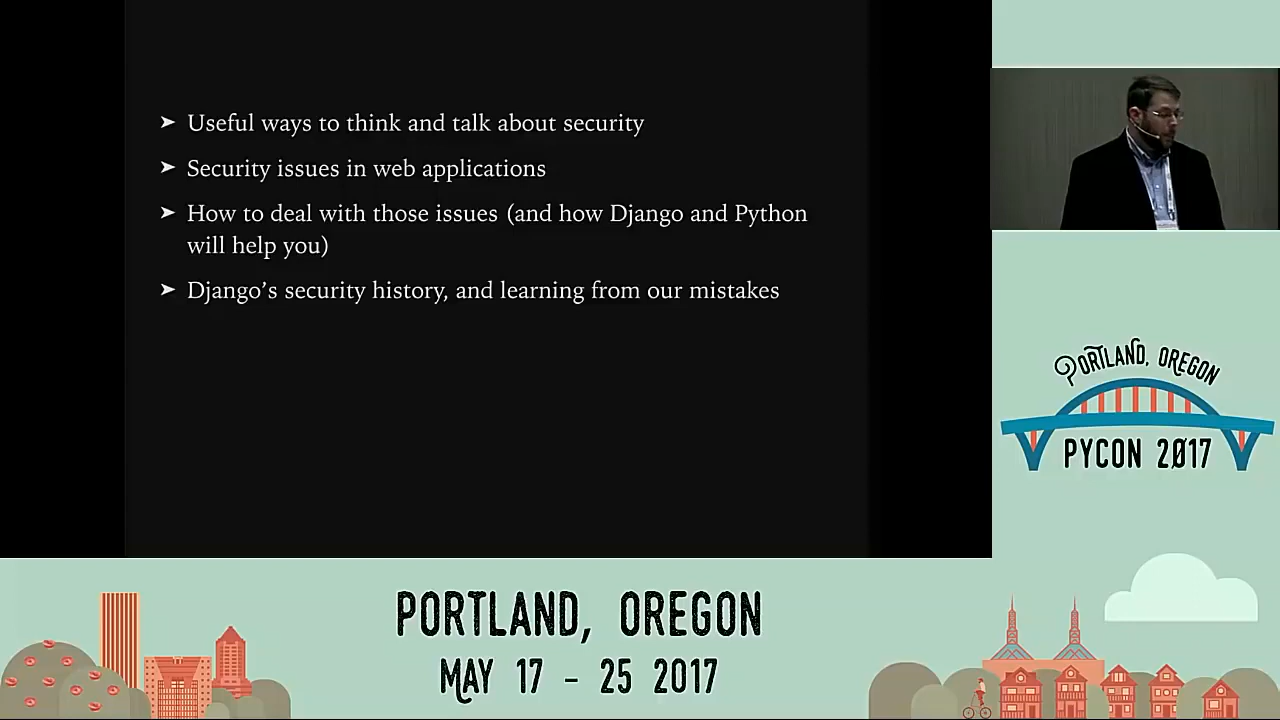 ➤ Useful ways to think and talk about security
➤ Security issues in web applications
➤ How to deal with those issues (and how Django and Python
will help you)
➤ Django’s security history, and learning from our mistakes
PORTLAND, OREGON
PYCON 2017
PORTLAND, OREGON
MAY 17 - 25 2017